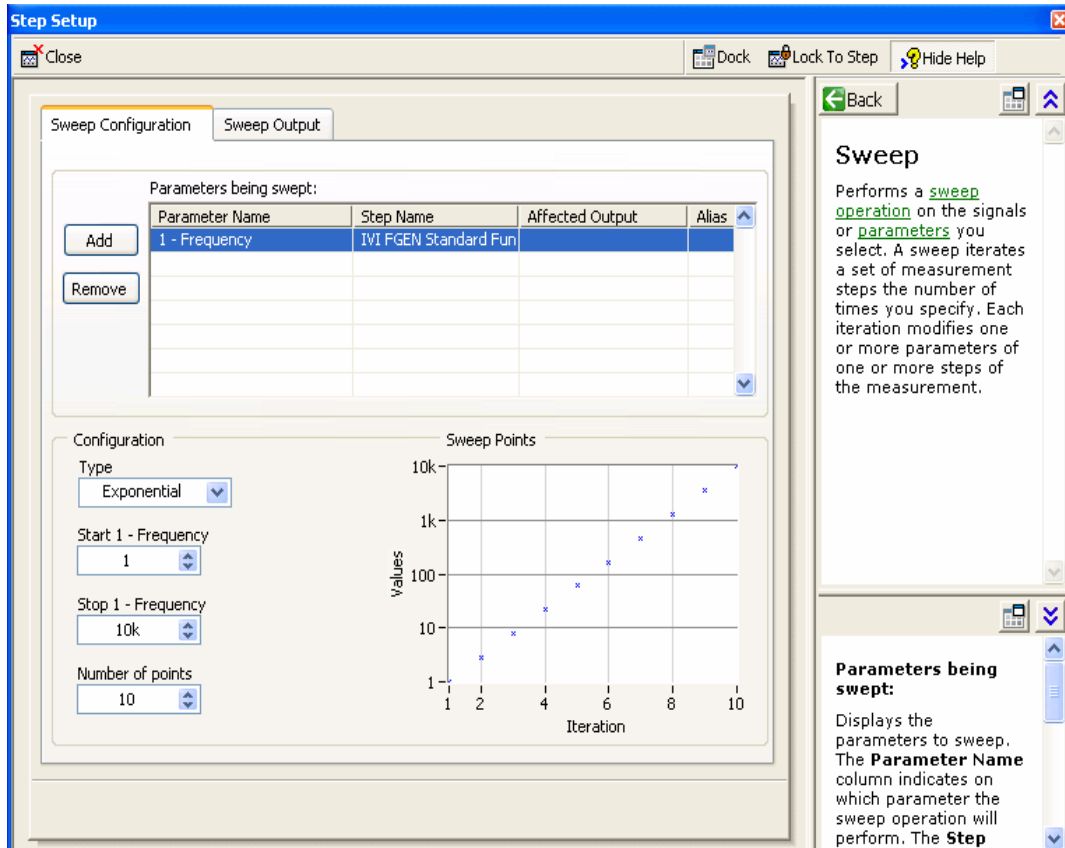 Step Setup
Close
Dock
Lock To Step
Hide Help
Sweep Configuration
Sweep Output
Parameters being swept:
Add
Remove
Parameter Name Step Name Affected Output Alias
1 - Frequency IVI FGEN Standard Fun
Configuration
Type
Exponential
Start 1 - Frequency
1
Stop 1 - Frequency
10k
Number of points
10
Sweep Points
10k
1k
100
10
1
Values
1 2 4 6 8 10
Iteration
Back
Sweep
Performs a sweep
operation on the signals
or parameters you
select. A sweep iterates
a set of measurement
steps the number of
times you specify. Each
iteration modifies one
or more parameters of
one or more steps of
the measurement.
Parameters being
swept:
Displays the
parameters to sweep.
The Parameter Name
column indicates on
which parameter the
sweep operation will
perform. The Step